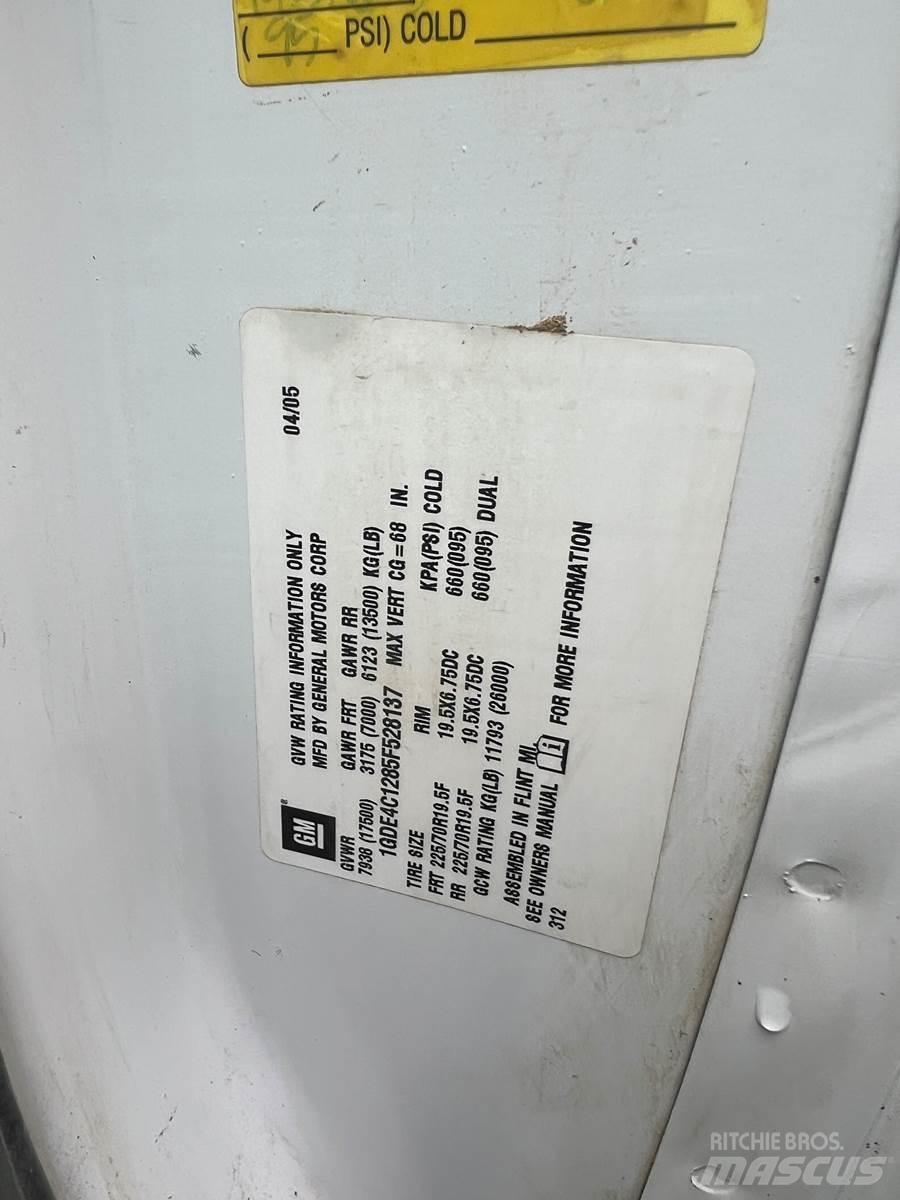 ( PSI) COLD
GVW RATING INFORMATION ONLY 04/05
MFD BY GENERAL MOTORS CORP
GM®
GVWR GAWR FRT GAWR RR
7938 (17500) 3175 (7000) 6123 (13500) KG(LB)
1GDE4C1285F528137 MAX VERT CG=68 IN.
TIRE SIZE RIM KPA(PSI) COLD
FRT 225/70R19.5F 19.5X6.75DC 660(095)
RR 225/70R19.5F 19.5X6.75DC 660(095) DUAL
GCW RATING KG(LB) 11793 (26000)
ASSEMBLED IN FLINT MI.
SEE OWNERS MANUAL FOR MORE INFORMATION
312
RITCHIE BROS.
MASCUS